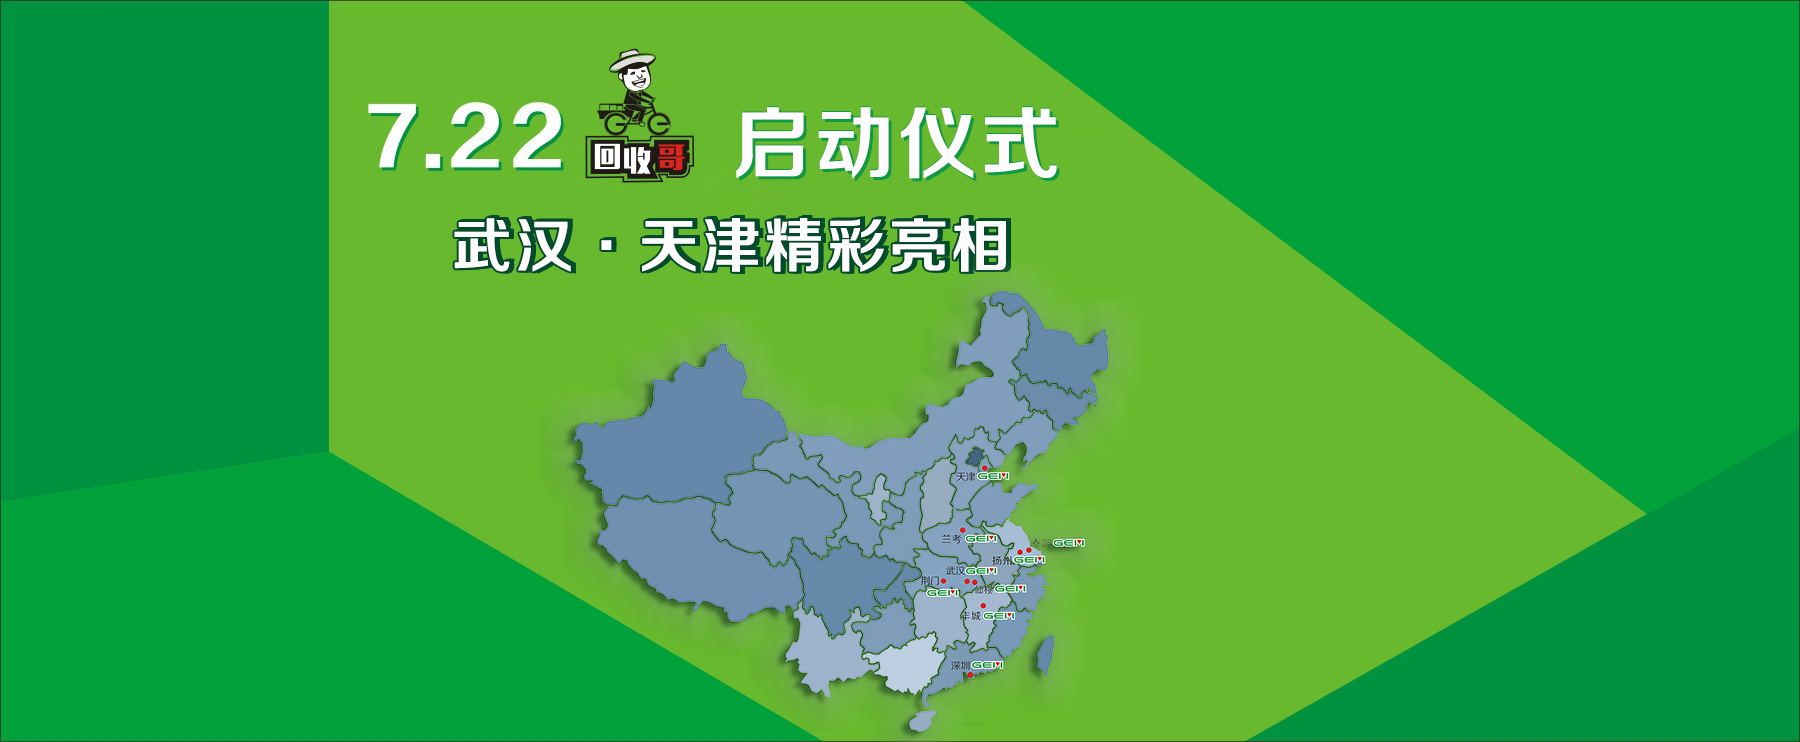 7.22 回收哥 启动仪式
武汉·天津精彩亮相
天津 GEM
兰考 GEM
GEM
扬州 GEM
武汉 GEM
荆门
GEM
仙桃 GEM
丰城 GEM
深圳 GEM